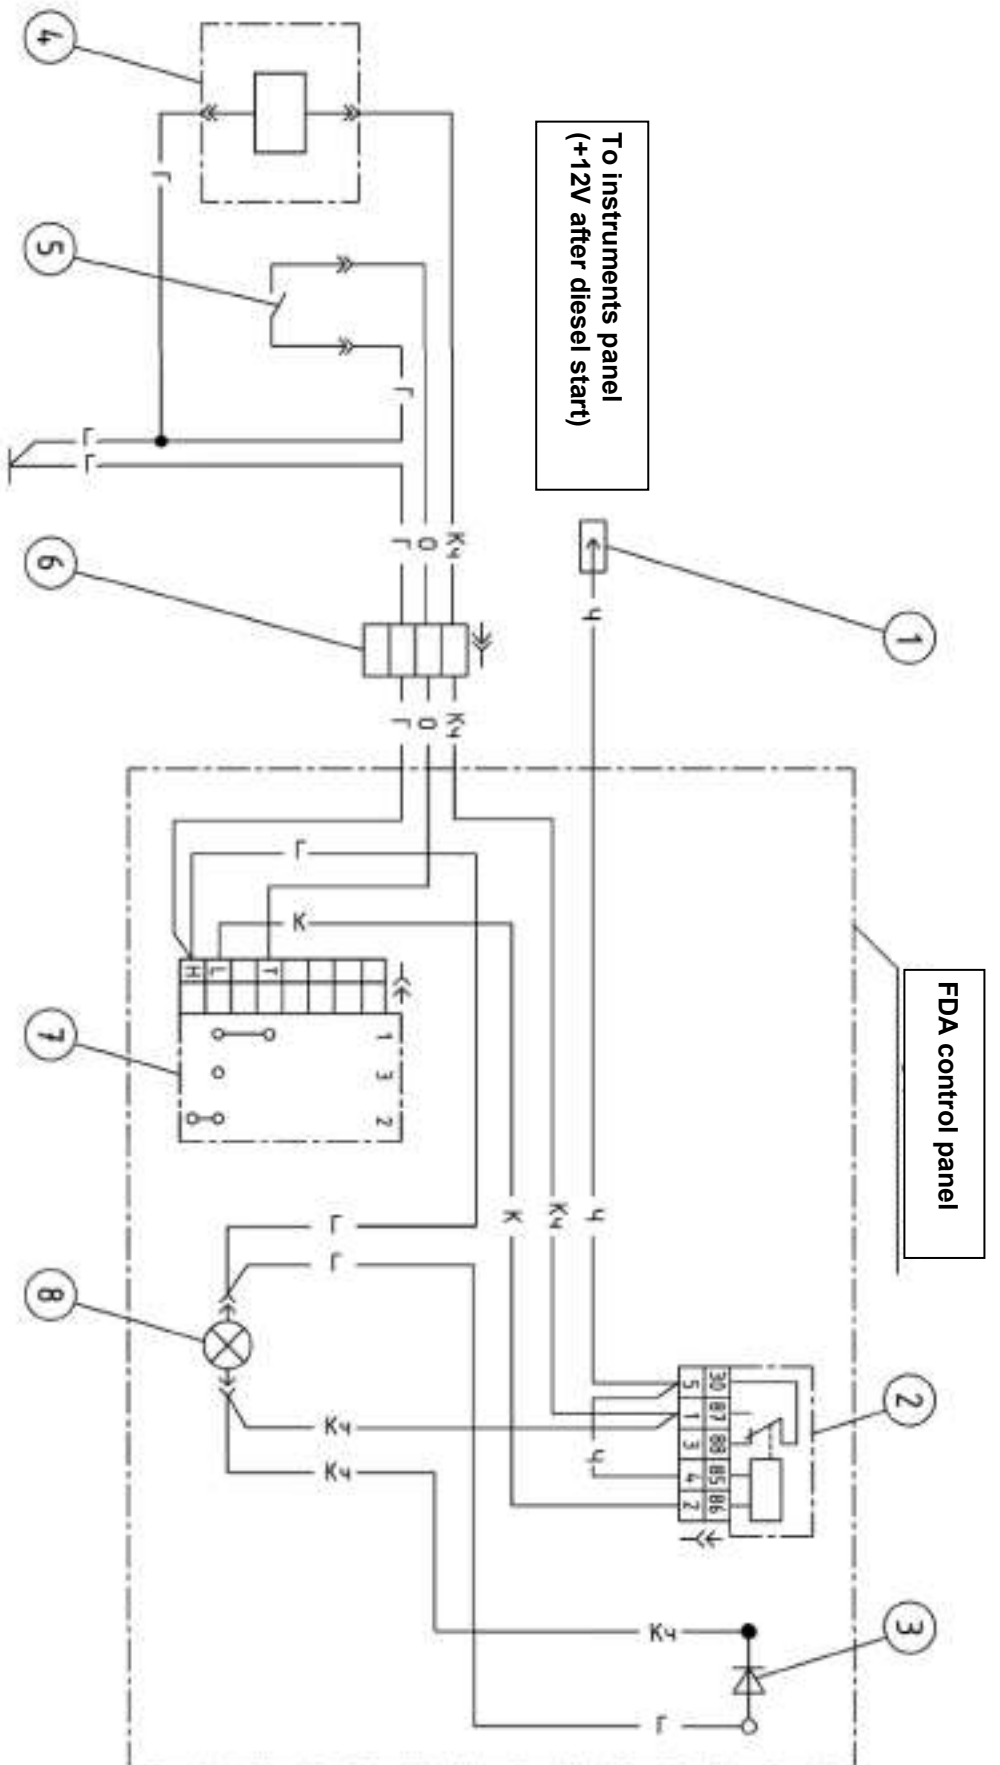 FDA control panel
1
2
3
To instruments panel
(+12V after diesel start)
30 87 88 85 86
5 1 3 4 2
Кч
Г
Ч
Ч
Ч
Кч
К
Кч
Кч
О
О
Г
Г
Г
1 3 2
Г
Г
Кч
Кч
Г
К
T
L
H
Г
Г
Г
4
5
6
7
8